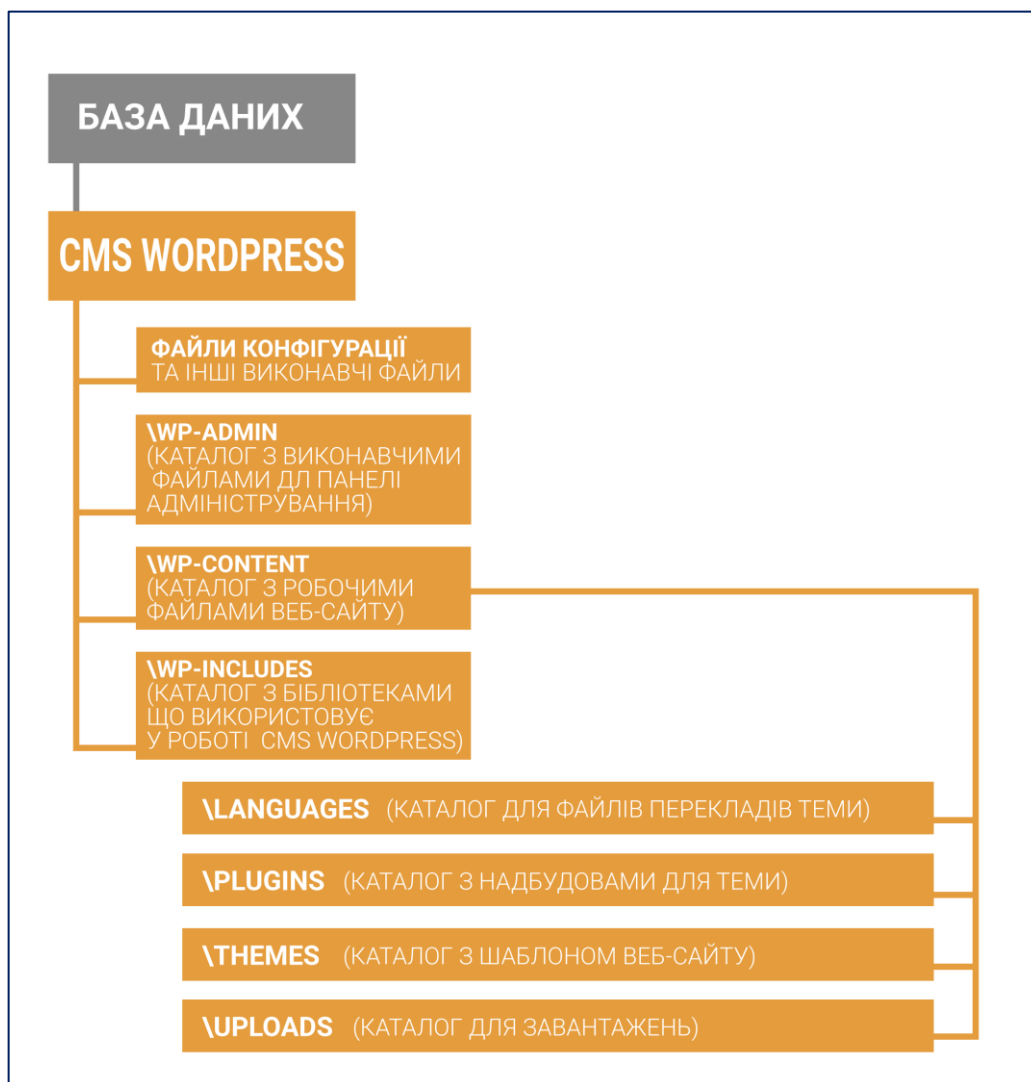 БАЗА ДАНИХ
CMS WORDPRESS
ФАЙЛИ КОНФІГУРАЦІЇ
ТА ІНШІ ВИКОНАВЧІ ФАЙЛИ
\WP-ADMIN
(КАТАЛОГ З ВИКОНАВЧИМИ
ФАЙЛАМИ ДЛ ПАНЕЛІ
АДМІНІСТРУВАННЯ)
\WP-CONTENT
(КАТАЛОГ З РОБОЧИМИ
ФАЙЛАМИ ВЕБ-САЙТУ)
\WP-INCLUDES
(КАТАЛОГ З БІБЛІОТЕКАМИ
ЩО ВИКОРИСТОВУЄ
У РОБОТІ CMS WORDPRESS)
\LANGUAGES (КАТАЛОГ ДЛЯ ФАЙЛІВ ПЕРЕКЛАДІВ ТЕМИ)
\PLUGINS (КАТАЛОГ З НАДБУДОВАМИ ДЛЯ ТЕМИ)
\THEMES (КАТАЛОГ З ШАБЛОНОМ ВЕБ-САЙТУ)
\UPLOADS (КАТАЛОГ ДЛЯ ЗАВАНТАЖЕНЬ)